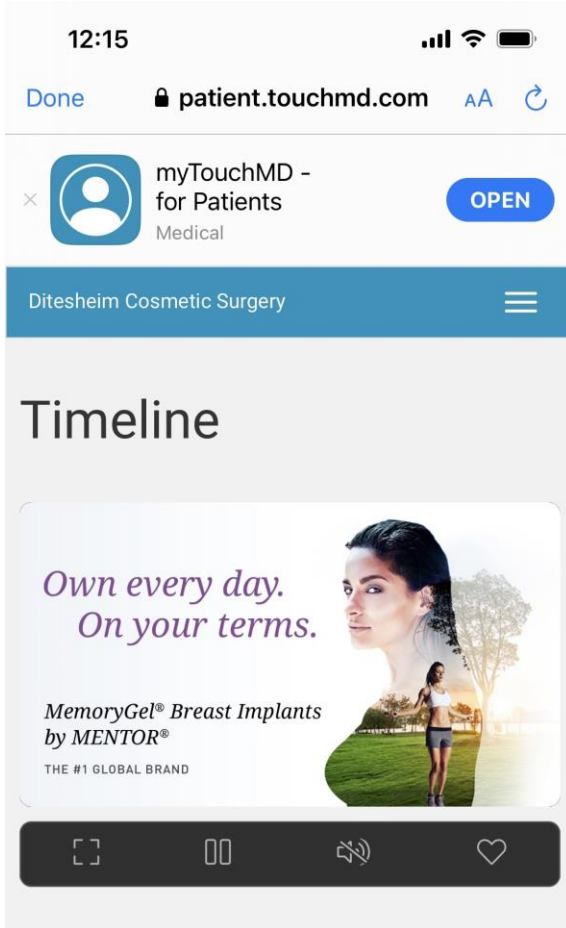 12:15
Done patient.touchmd.com AA
myTouchMD -
for Patients
Medical
OPEN
Ditesheim Cosmetic Surgery
Timeline
Own every day.
On your terms.
MemoryGel® Breast Implants
by MENTOR®
THE #1 GLOBAL BRAND